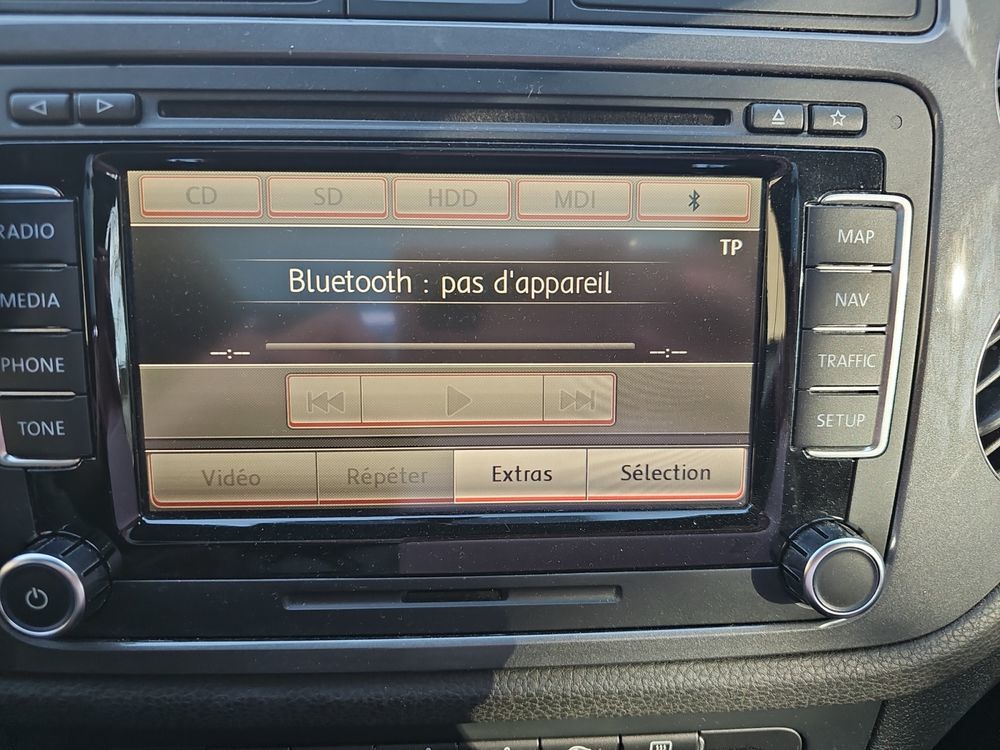 CD SD HDD MDI
TP
Bluetooth : pas d'appareil
--:-- --:--
Vidéo Répéter Extras Sélection
RADIO
MEDIA
PHONE
TONE
MAP
NAV
TRAFFIC
SETUP